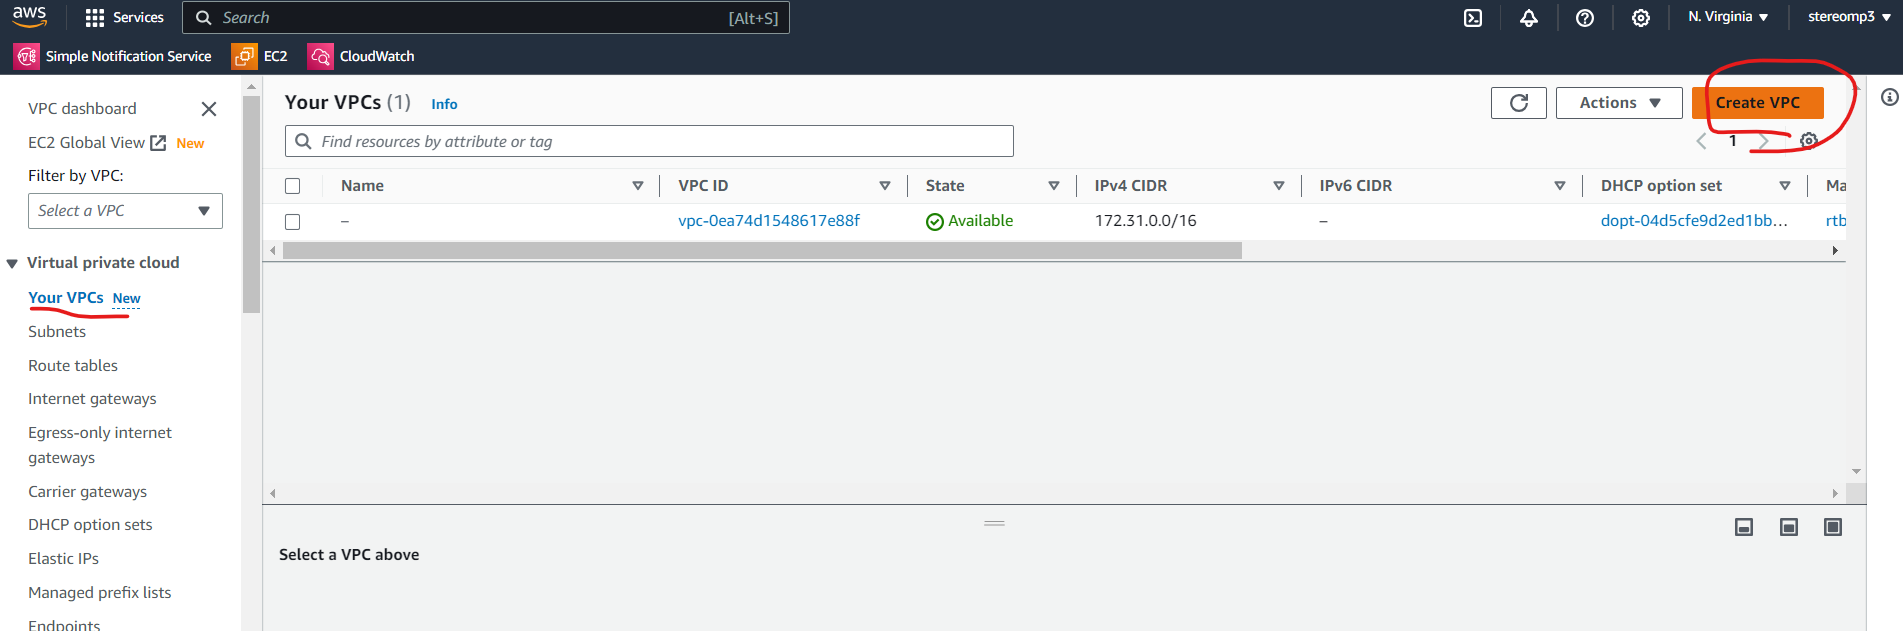 aws
Services
Search
[Alt+S]
N. Virginia
stereomp3
Simple Notification Service
EC2
CloudWatch
VPC dashboard
EC2 Global View New
Filter by VPC:
Select a VPC
Virtual private cloud
Your VPCs New
Subnets
Route tables
Internet gateways
Egress-only internet
gateways
Carrier gateways
DHCP option sets
Elastic IPs
Managed prefix lists
Endpoints
Your VPCs (1) Info
Actions
Create VPC
Find resources by attribute or tag
1
Name VPC ID State IPv4 CIDR IPv6 CIDR DHCP option set Ma
– vpc-0ea74d1548617e88f Available 172.31.0.0/16 – dopt-04d5cfe9d2ed1bb... rtb
Select a VPC above